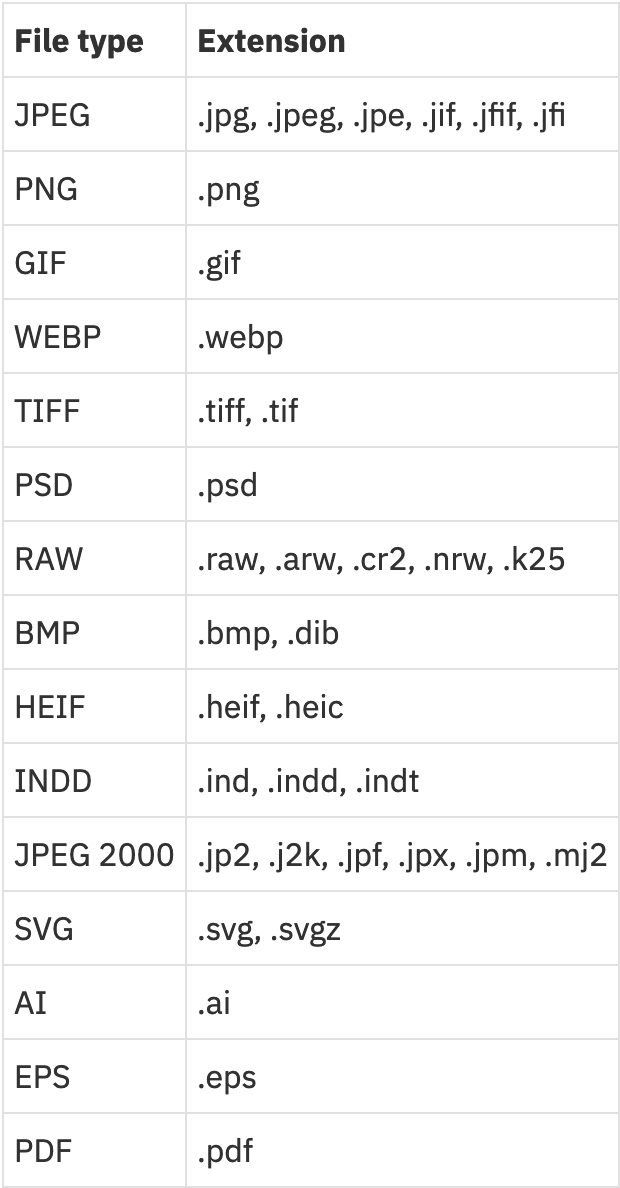 File type Extension
JPEG .jpg, .jpeg, .jpe, .jif, .jfif, .jfi
PNG .png
GIF .gif
WEBP .webp
TIFF .tiff, .tif
PSD .psd
RAW .raw, .arw, .cr2, .nrw, .k25
BMP .bmp, .dib
HEIF .heif, .heic
INDD .ind, .indd, .indt
JPEG 2000 .jp2, .j2k, .jpf, .jpx, .jpm, .mj2
SVG .svg, .svgz
AI .ai
EPS .eps
PDF .pdf